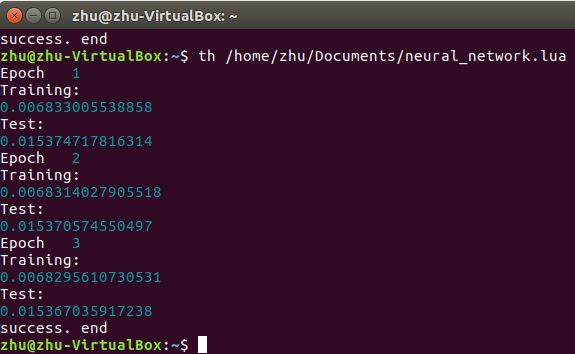 zhu@zhu-VirtualBox: ~
success. end
zhu@zhu-VirtualBox:~$ th /home/zhu/Documents/neural_network.lua
Epoch 1
Training:
0.006833005538858
Test:
0.015374717816314
Epoch 2
Training:
0.0068314027905518
Test:
0.015370574550497
Epoch 3
Training:
0.0068295610730531
Test:
0.015367035917238
success. end
zhu@zhu-VirtualBox:~$